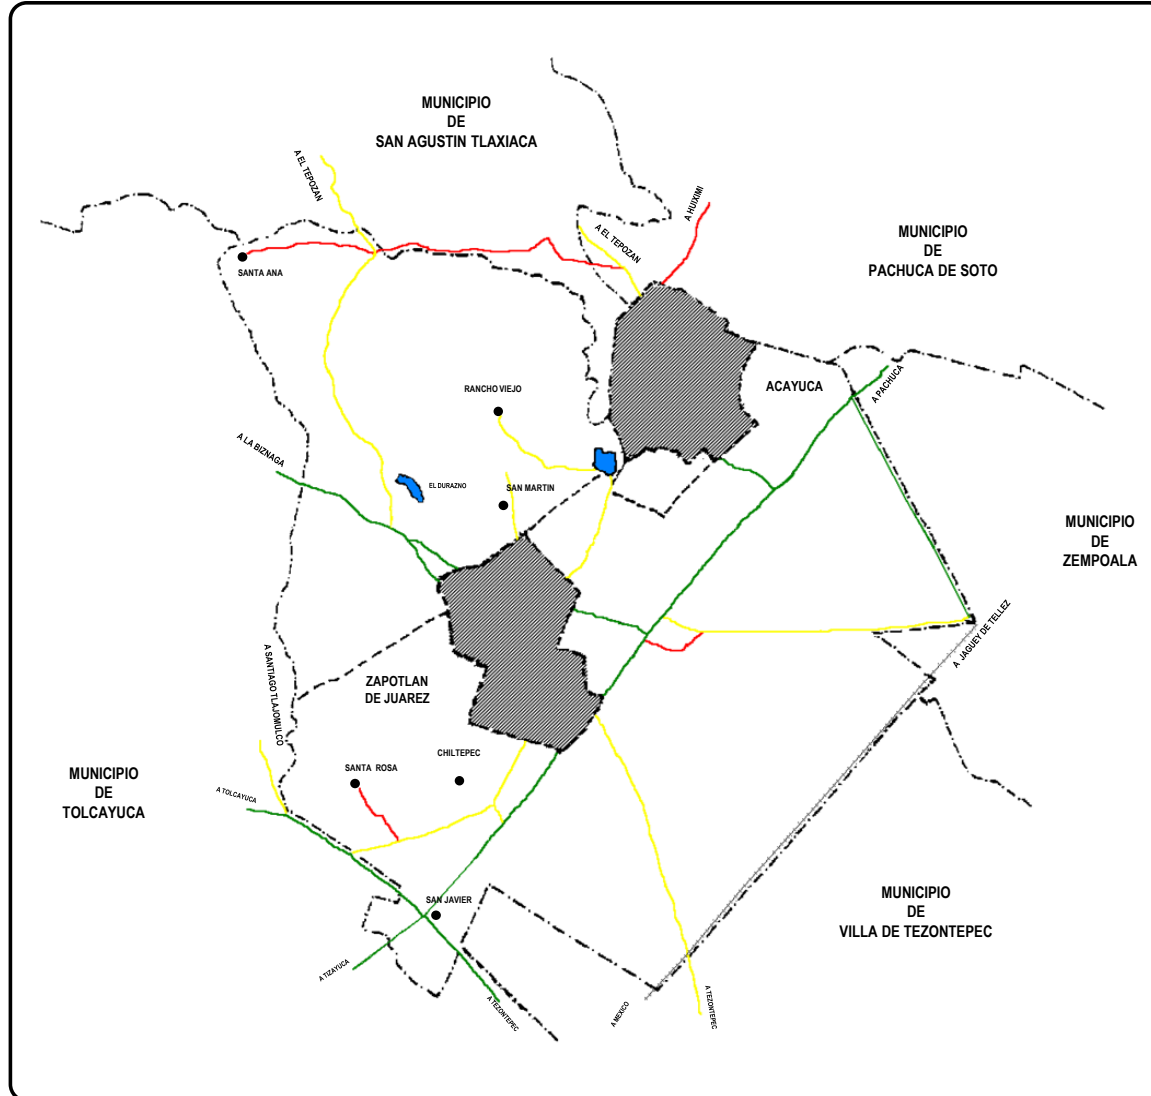 MUNICIPIO
DE
SAN AGUSTIN TLAXIACA
A EL TEPOZAN
A HUIXIMI
A EL TEPOZAN
MUNICIPIO
DE
PACHUCA DE SOTO
SANTA ANA
RANCHO VIEJO
ACAYUCA
A PACHUCA
A LA BIZNAGA
EL DURAZNO
SAN MARTIN
MUNICIPIO
DE
ZEMPOALA
A JAGUEY DE TELLEZ
A SANTIAGO TLAJOMULCO
ZAPOTLAN
DE JUAREZ
CHILTEPEC
SANTA ROSA
MUNICIPIO
DE
TOLCAYUCA
A TOLCAYUCA
SAN JAVIER
MUNICIPIO
DE
VILLA DE TEZONTEPEC
A TIZAYUCA
A TEZONTEPEC
A MEXICO
A TEZONTEPEC